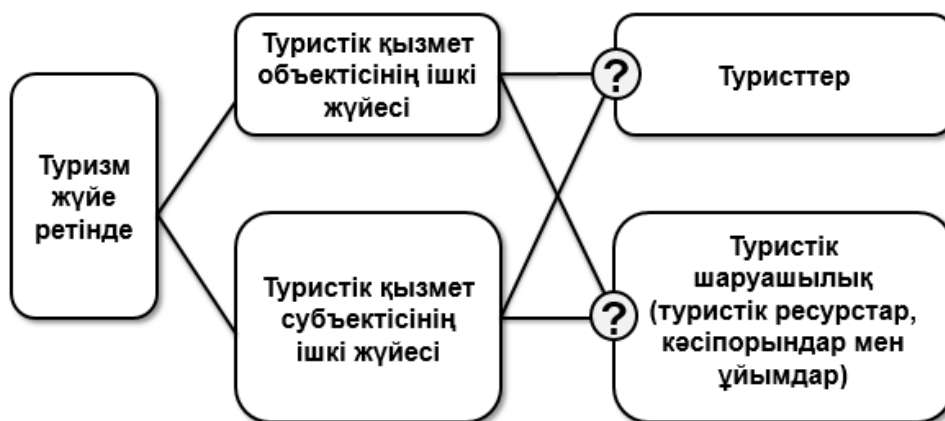 Туризм
жүйе
ретінде
Туристік қызмет
объектісінің ішкі
жүйесі
Туристік қызмет
субъектісінің
ішкі жүйесі
?
Туристтер
?
Туристік
шаруашылық
(туристік ресурстар,
кәсіпорындар мен
ұйымдар)